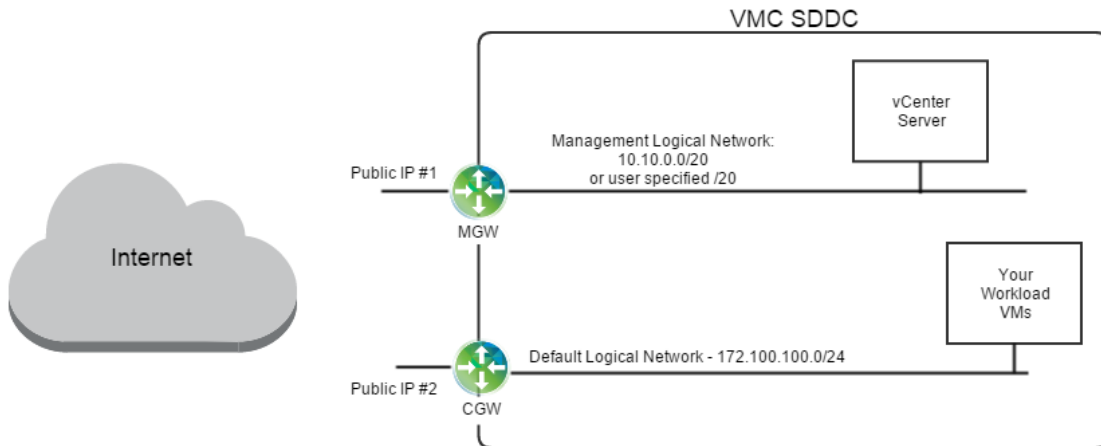 VMC SDDC
vCenter
Server
Management Logical Network:
10.10.0.0/20
or user specified /20
Public IP #1
MGW
Internet
Your
Workload
VMs
Default Logical Network - 172.100.100.0/24
Public IP #2
CGW